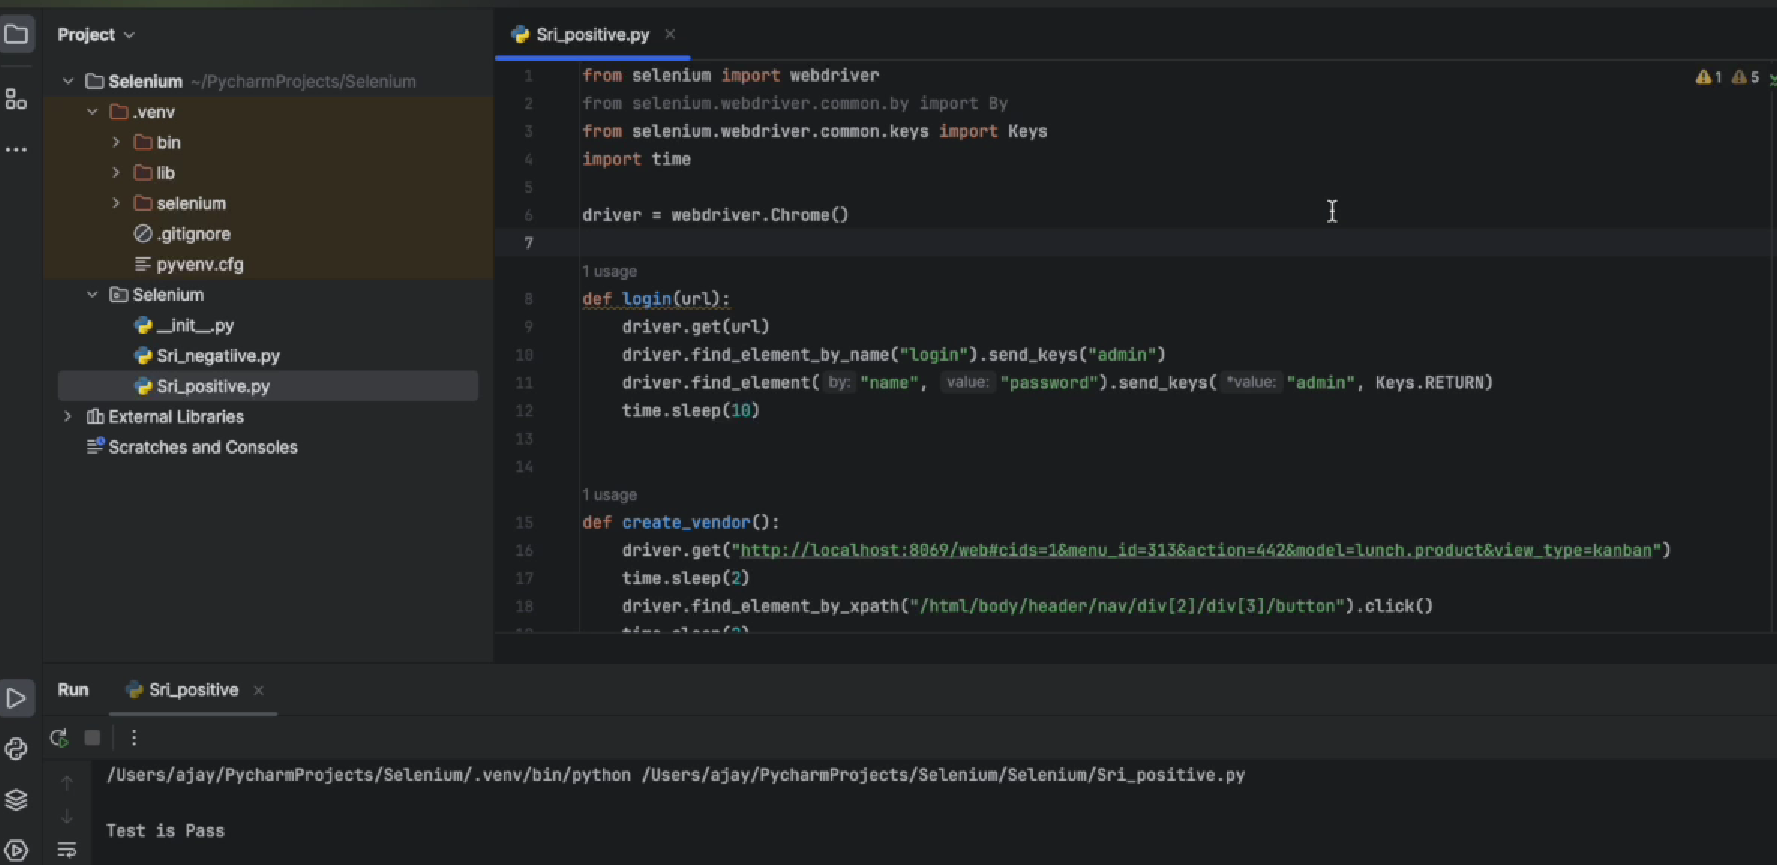 Project
Selenium ~/PycharmProjects/Selenium
.venv
bin
lib
selenium
.gitignore
pyvenv.cfg
Selenium
__init__.py
Sri_negatiive.py
Sri_positive.py
External Libraries
Scratches and Consoles
Sri_positive.py
1 5
1 from selenium import webdriver
2 from selenium.webdriver.common.by import By
3 from selenium.webdriver.common.keys import Keys
4 import time
5
6 driver = webdriver.Chrome()
7
1 usage
8 def login(url):
9 driver.get(url)
10 driver.find_element_by_name("login").send_keys("admin")
11 driver.find_element( by: "name", value: "password").send_keys( *value: "admin", Keys.RETURN)
12 time.sleep(10)
13
14
1 usage
15 def create_vendor():
16 driver.get("http://localhost:8069/web#cids=1&menu_id=313&action=442&model=lunch.product&view_type=kanban")
17 time.sleep(2)
18 driver.find_element_by_xpath("/html/body/header/nav/div[2]/div[3]/button").click()
Run Sri_positive
/Users/ajay/PycharmProjects/Selenium/.venv/bin/python /Users/ajay/PycharmProjects/Selenium/Selenium/Sri_positive.py
Test is Pass